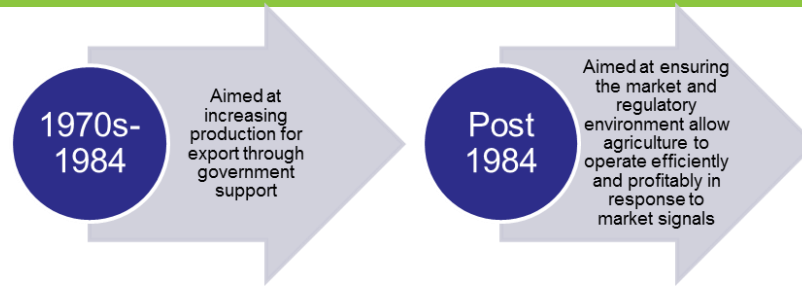 1970s-
1984
Aimed at
increasing
production for
export through
government
support
Post
1984
Aimed at ensuring
the market and
regulatory
environment allow
agriculture to
operate efficiently
and profitably in
response to
market signals